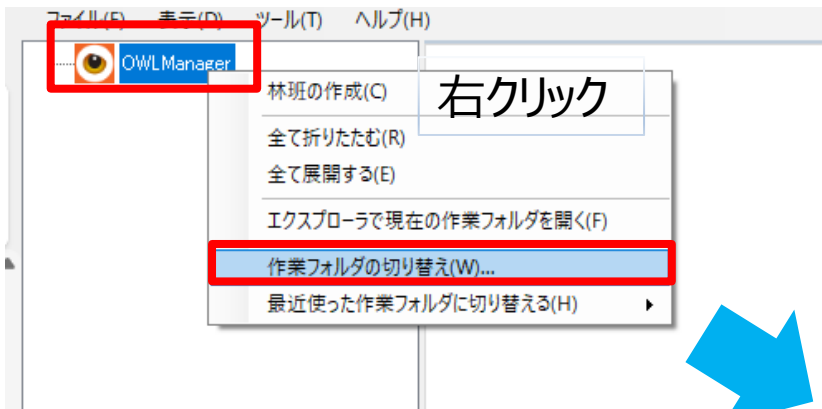 ファイル(F) 表示(D) ツール(T) ヘルプ(H)
OWLManager
林班の作成(C)
右クリック
全て折りたたむ(R)
全て展開する(E)
エクスプローラで現在の作業フォルダを開く(F)
作業フォルダの切り替え(W)...
最近使った作業フォルダに切り替える(H)